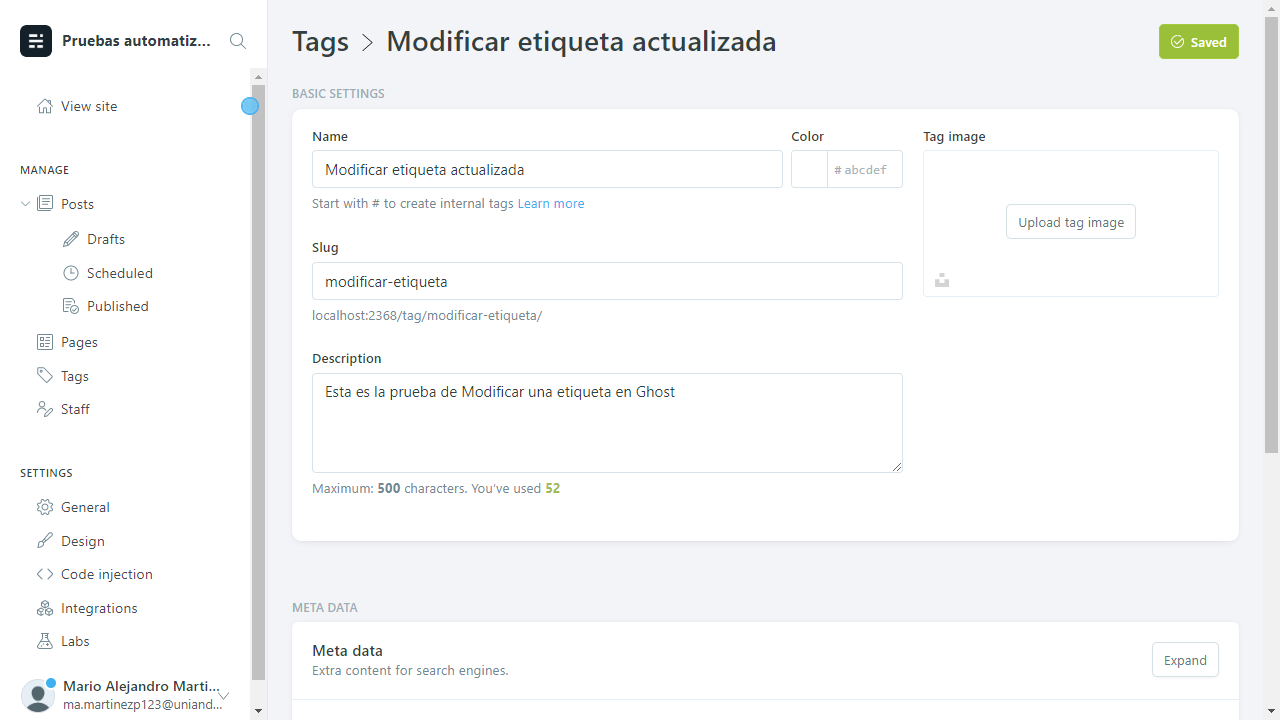 Pruebas automatiz...
View site
MANAGE
Posts
Drafts
Scheduled
Published
Pages
Tags
Staff
SETTINGS
General
Design
Code injection
Integrations
Labs
Mario Alejandro Marti...
ma.martinezp123@uniand...
Tags > Modificar etiqueta actualizada
Saved
BASIC SETTINGS
Name
Modificar etiqueta actualizada
Start with # to create internal tags Learn more
Color
# abcdef
Slug
modificar-etiqueta
localhost:2368/tag/modificar-etiqueta/
Description
Esta es la prueba de Modificar una etiqueta en Ghost
Maximum: 500 characters. You've used 52
Tag image
Upload tag image
META DATA
Meta data
Extra content for search engines.
Expand